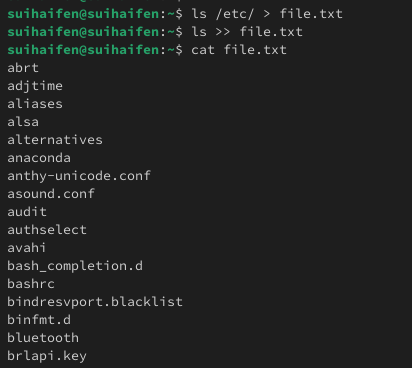 suihaifen@suihaifen:~$ ls /etc/ > file.txt
suihaifen@suihaifen:~$ ls >> file.txt
suihaifen@suihaifen:~$ cat file.txt
abrt
adjtime
aliases
alsa
alternatives
anaconda
anthy-unicode.conf
asound.conf
audit
authselect
avahi
bash_completion.d
bashrc
bindresvport.blacklist
binfmt.d
bluetooth
brlapi.key